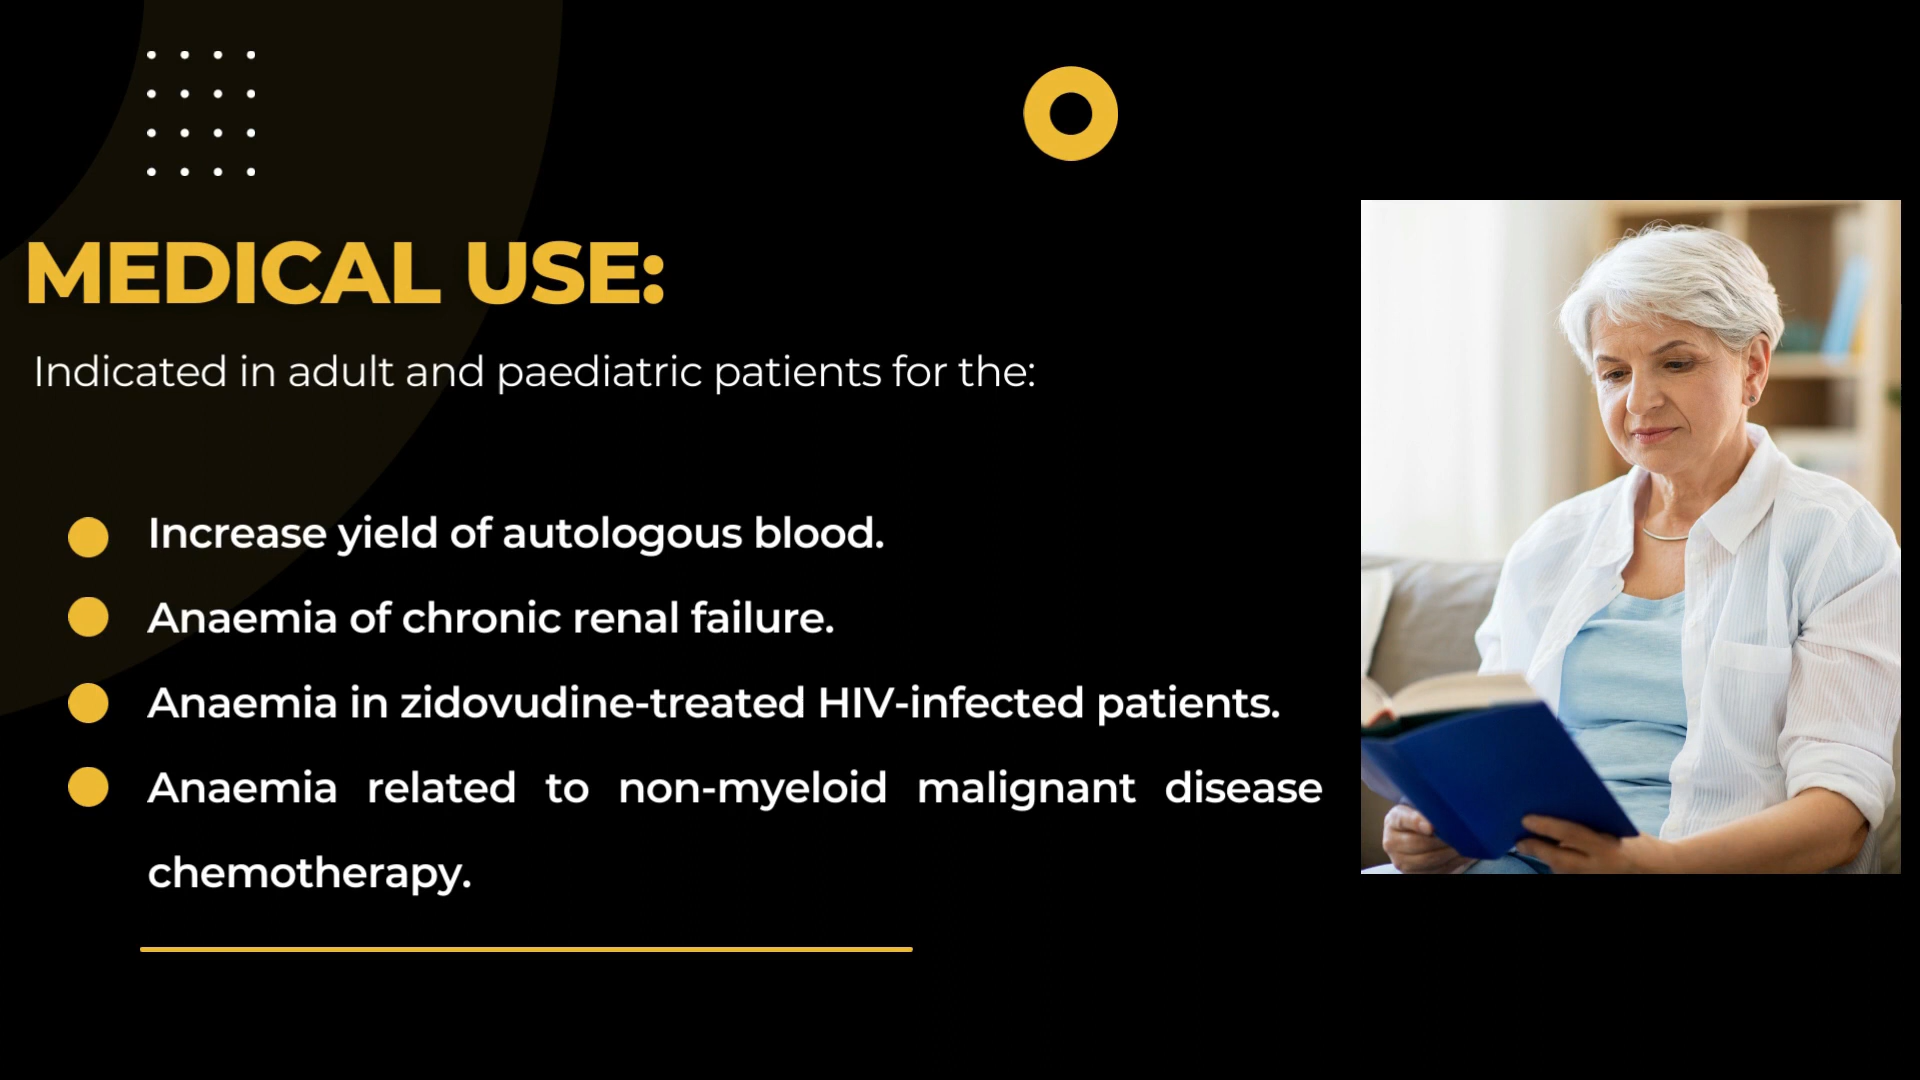 MEDICAL USE:
Indicated in adult and paediatric patients for the:
Increase yield of autologous blood.
Anaemia of chronic renal failure.
Anaemia in zidovudine-treated HIV-infected patients.
Anaemia related to non-myeloid malignant disease
chemotherapy.